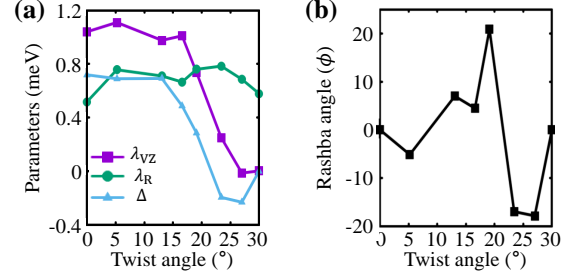 (a)
1.2
0.8
0.4
0
-0.4
Parameters (meV)
λVZ
λR
Δ
0 5 10 15 20 25 30
Twist angle (°)
(b)
20
10
0
-10
-20
Rashba angle (ϕ)
0 5 10 15 20 25 30
Twist angle (°)